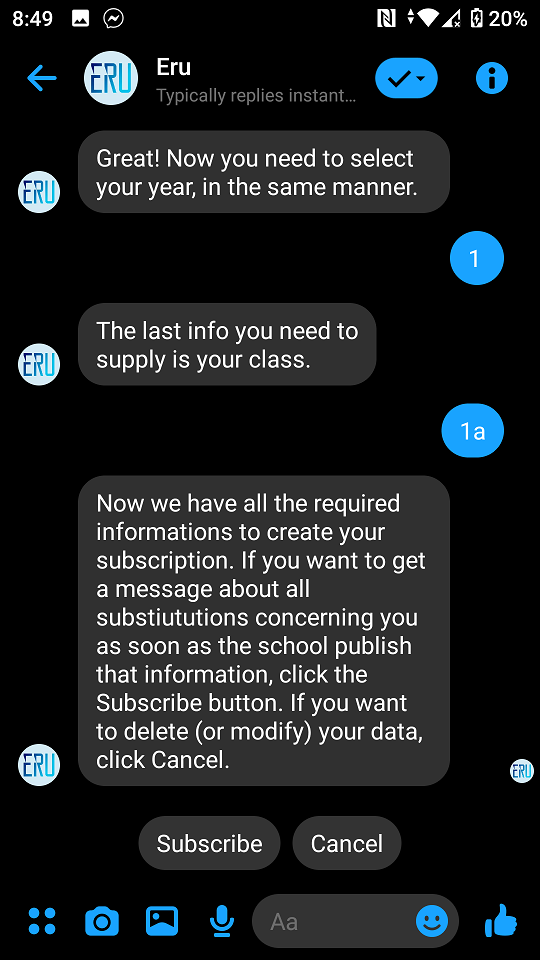 8:49
20%
ERU
Eru
Typically replies instant...
Great! Now you need to select
your year, in the same manner.
ERU
1
The last info you need to
supply is your class.
ERU
1a
Now we have all the required
informations to create your
subscription. If you want to get
a message about all
substiututions concerning you
as soon as the school publish
that information, click the
Subscribe button. If you want
to delete (or modify) your data,
click Cancel.
ERU
ERU
Subscribe
Cancel
Aa